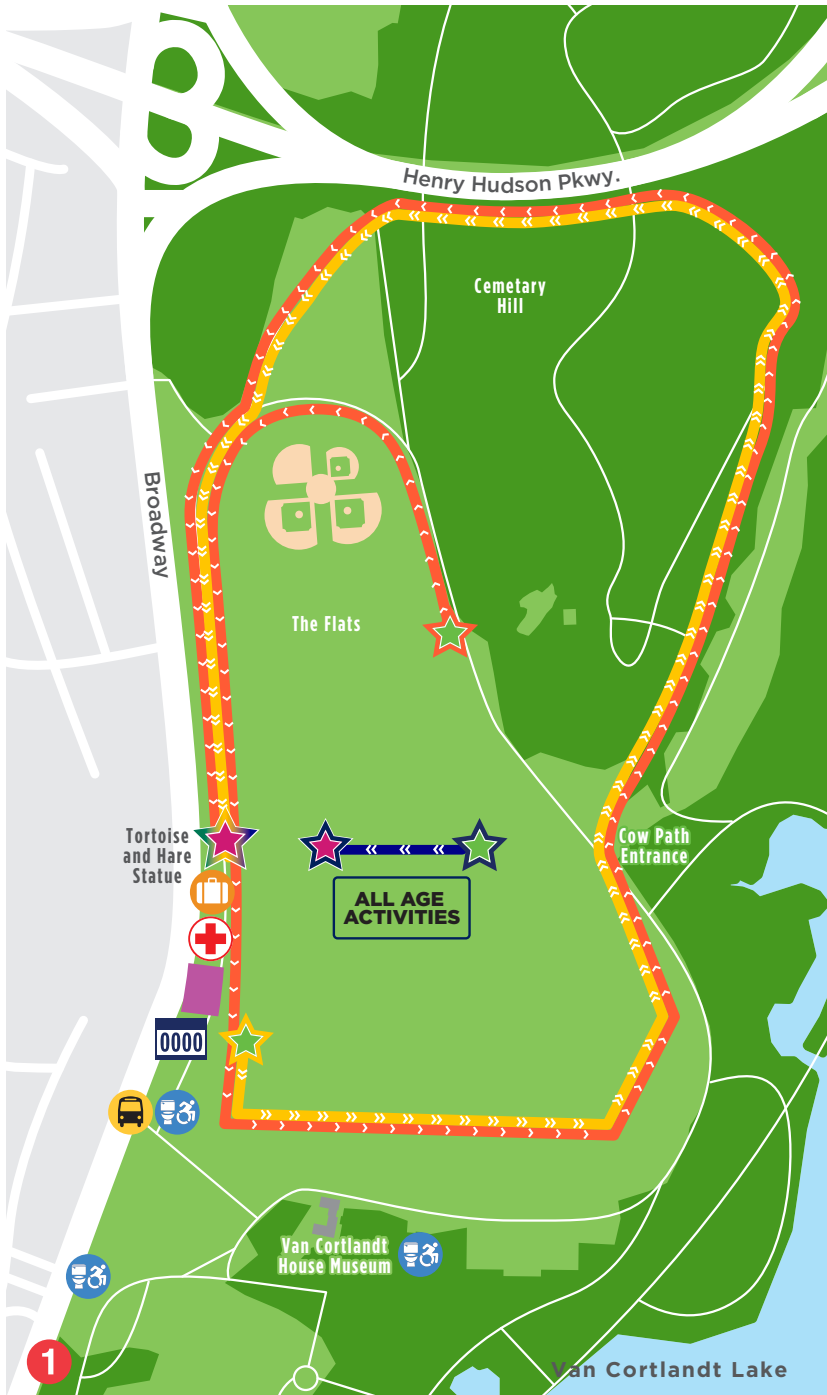 Henry Hudson Pkwy.
Cemetary
Hill
Broadway
The Flats
Tortoise
and Hare
Statue
Cow Path
Entrance
ALL AGE
ACTIVITIES
0000
Van Cortlandt
House Museum
1
Van Cortlandt Lake